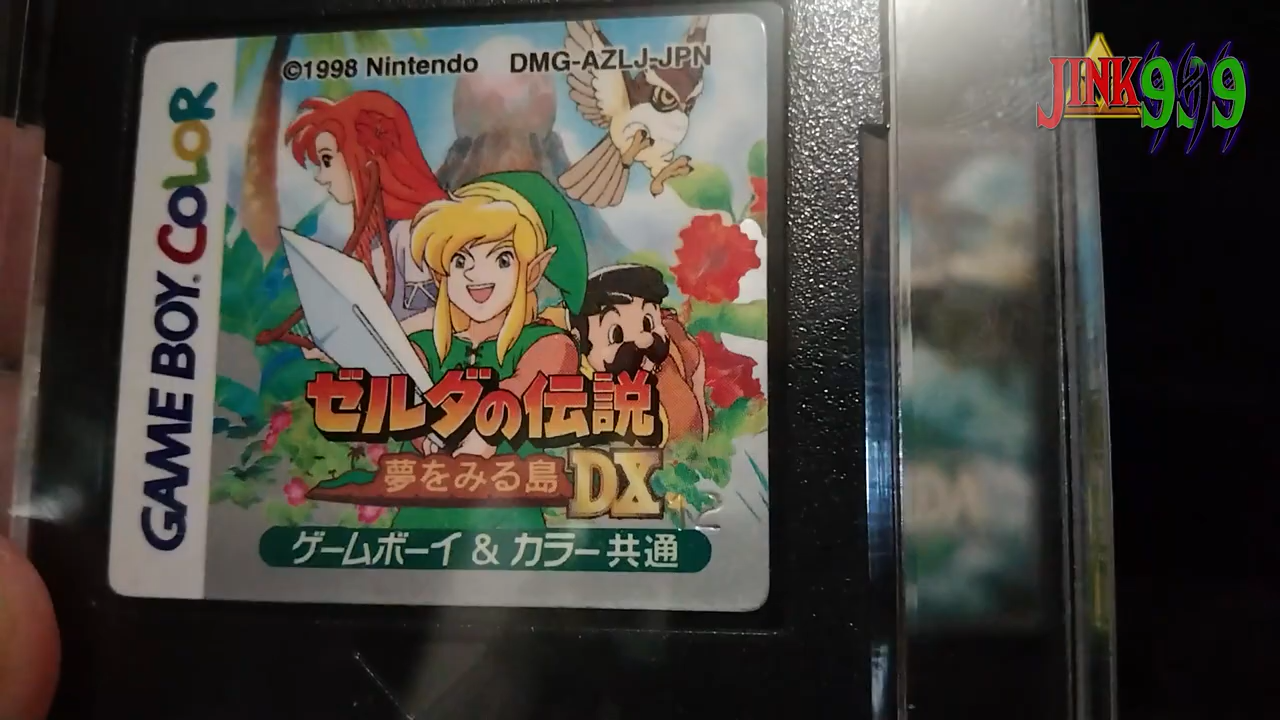 ©1998 Nintendo DMG-AZLJ-JPN
GAME BOY COLOR
ゼルダの伝説
夢をみる島 DX
ゲームボーイ & カラー共通
JINK999